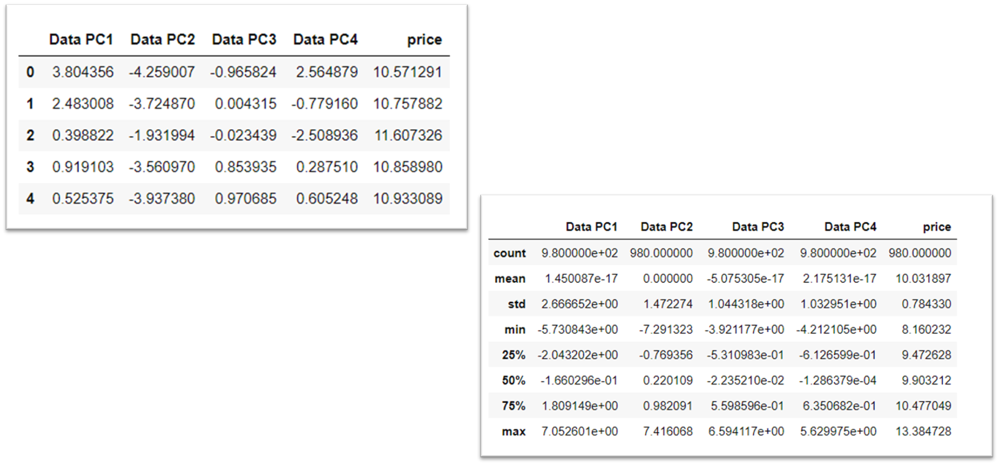 Data PC1 Data PC2 Data PC3 Data PC4 price
0 3.804356 -4.259007 -0.965824 2.564879 10.571291
1 2.483008 -3.724870 0.004315 -0.779160 10.757882
2 0.398822 -1.931994 -0.023439 -2.508936 11.607326
3 0.919103 -3.560970 0.853935 0.287510 10.858980
4 0.525375 -3.937380 0.970685 0.605248 10.933089
Data PC1 Data PC2 Data PC3 Data PC4 price
count 9.800000e+02 980.000000 9.800000e+02 9.800000e+02 980.000000
mean 1.450087e-17 0.000000 -5.075305e-17 2.175131e-17 10.031897
std 2.666652e+00 1.472274 1.044318e+00 1.032951e+00 0.784330
min -5.730843e+00 -7.291323 -3.921177e+00 -4.212105e+00 8.160232
25% -2.043202e+00 -0.769356 -5.310983e-01 -6.126599e-01 9.472628
50% -1.660296e-01 0.220109 -2.235210e-02 -1.286379e-04 9.903212
75% 1.809149e+00 0.982091 5.598596e-01 6.350682e-01 10.477049
max 7.052601e+00 7.416068 6.594117e+00 5.629975e+00 13.384728